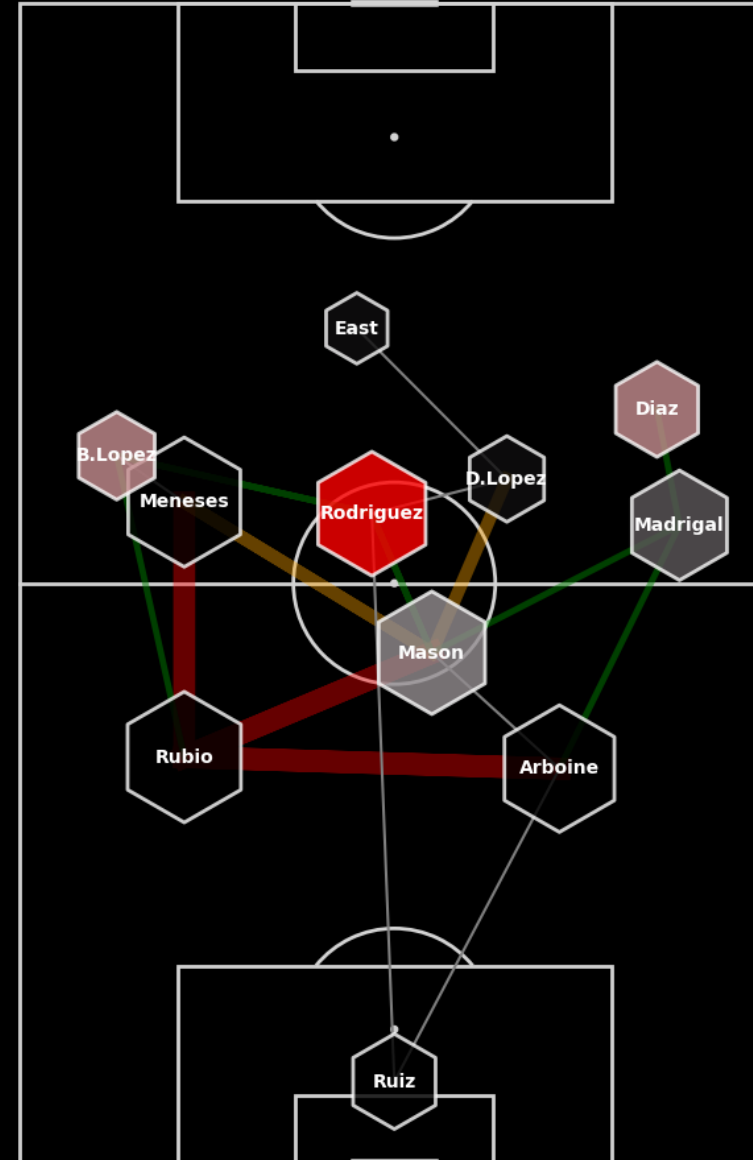 East
Diaz
B.Lopez
D.Lopez
Meneses
Rodriguez
Madrigal
Mason
Rubio
Arboine
Ruiz